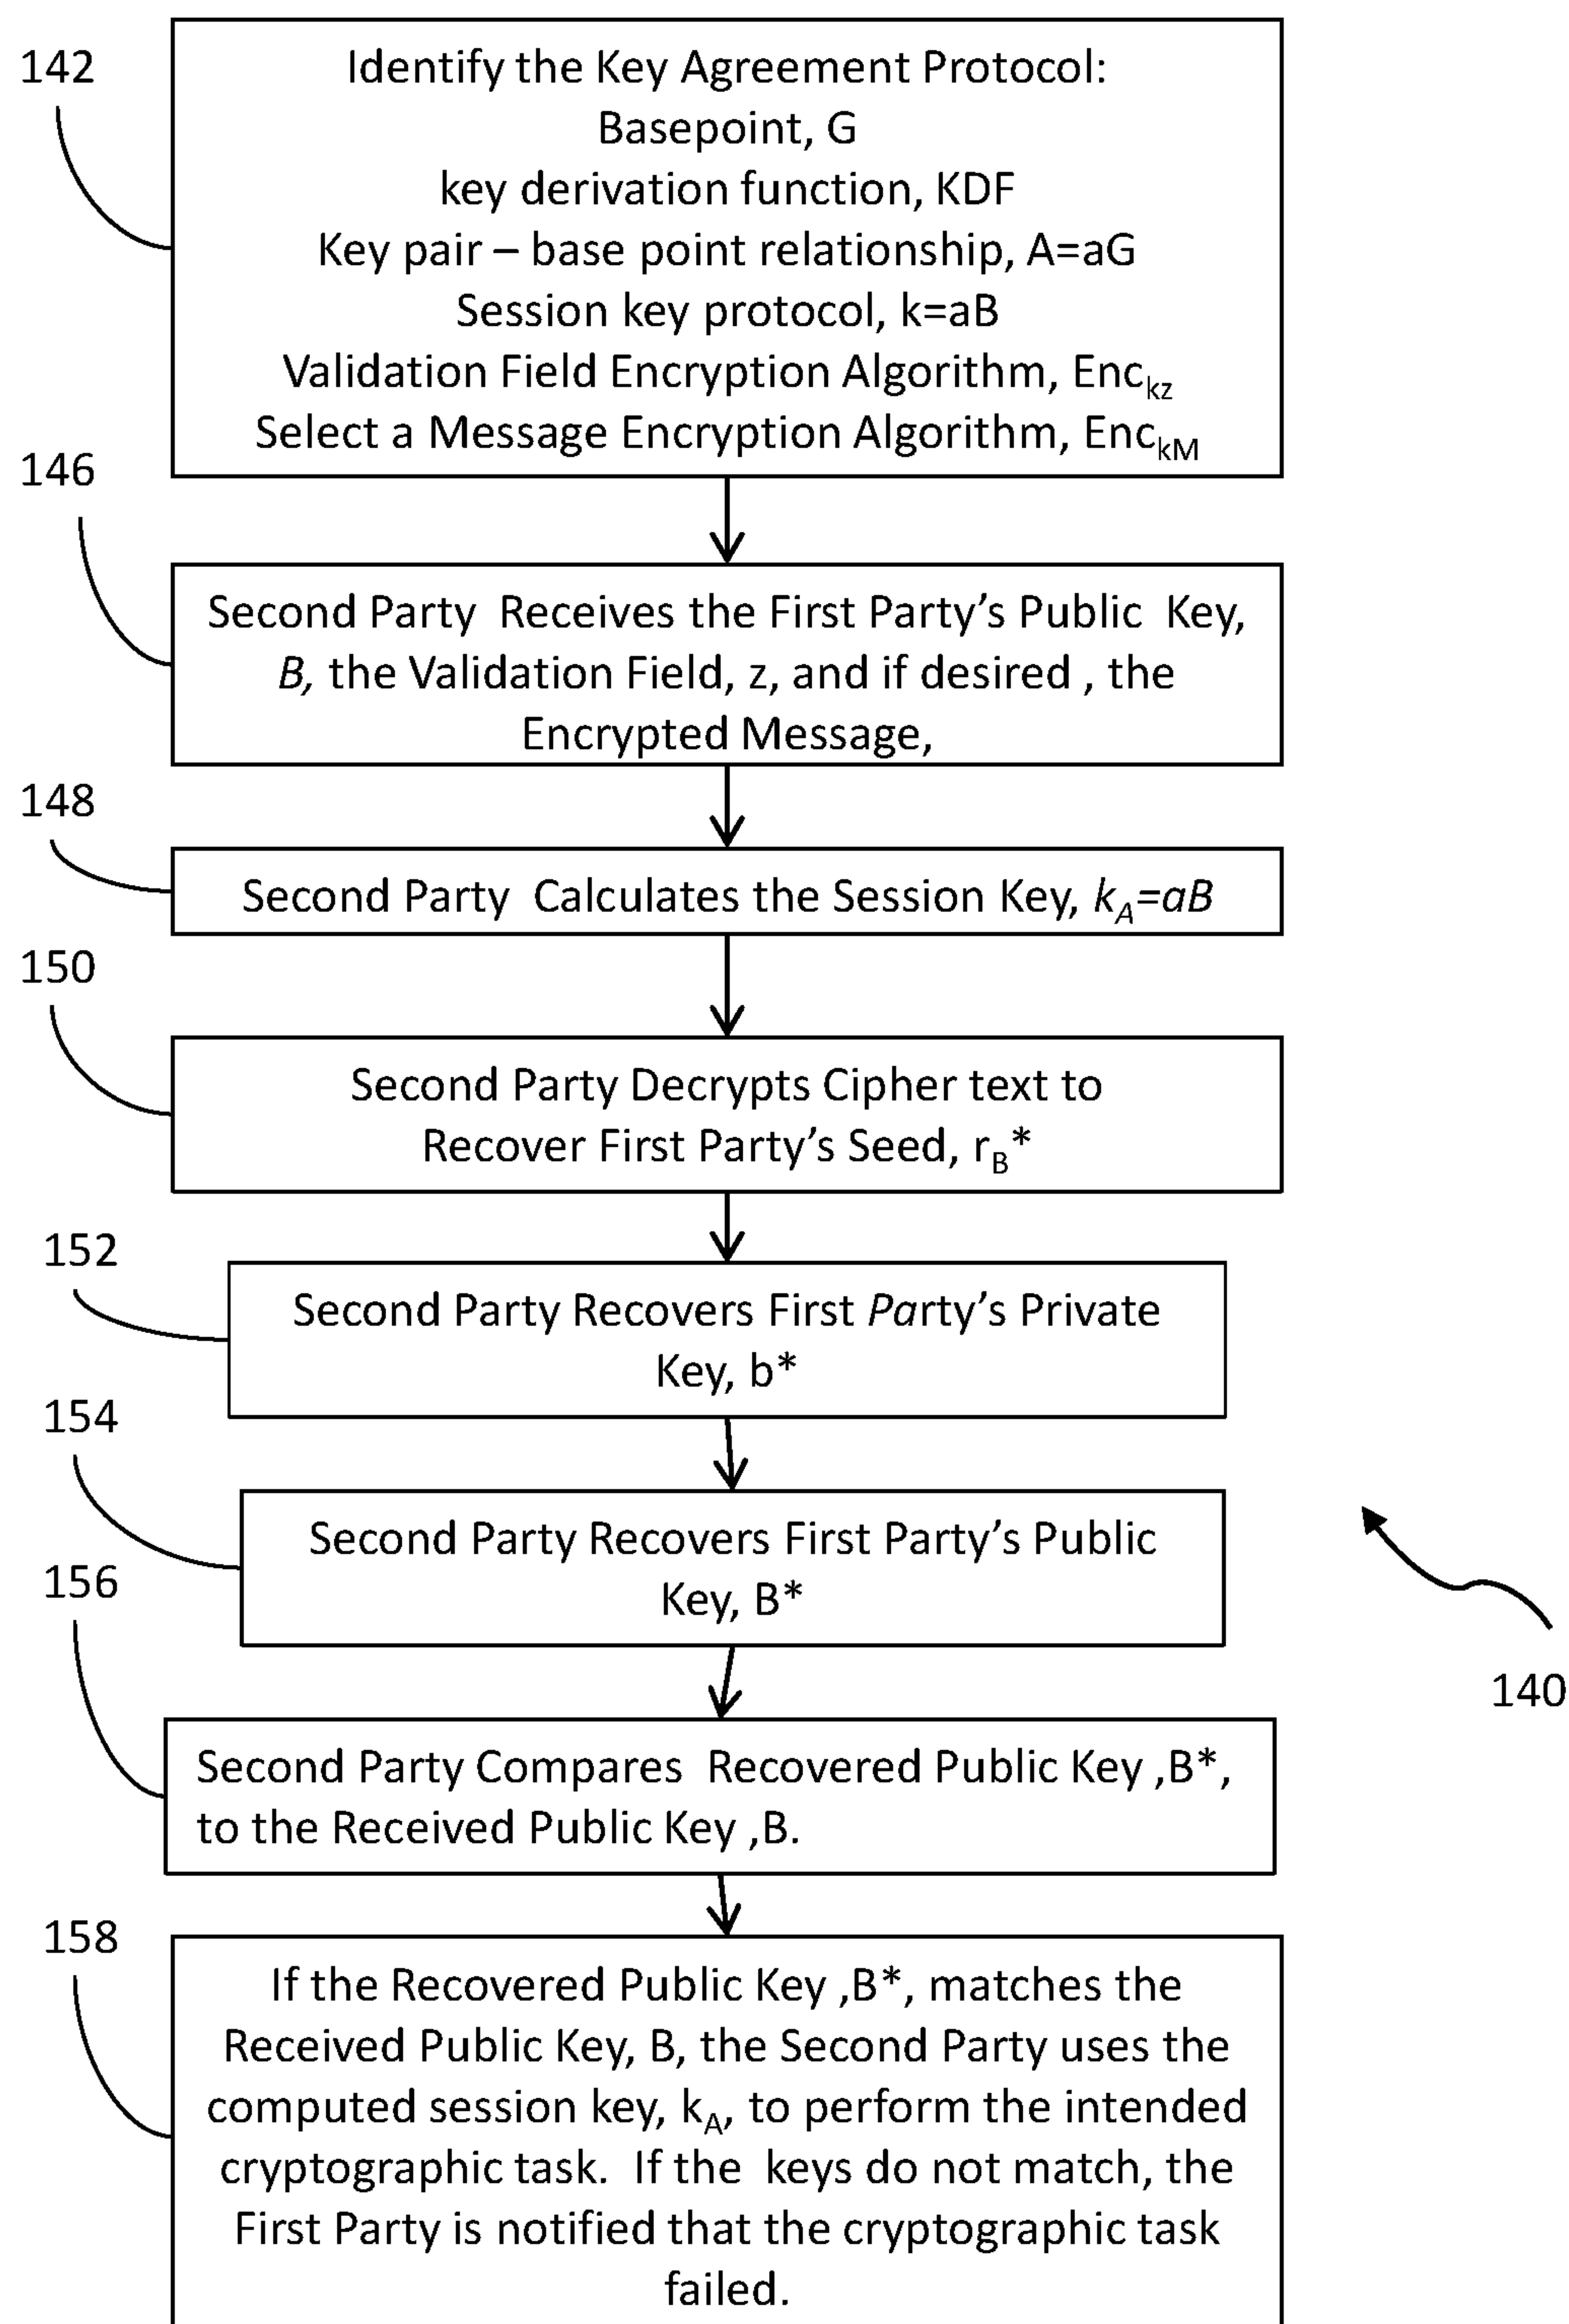 142
Identify the Key Agreement Protocol:
Basepoint, G
key derivation function, KDF
Key pair – base point relationship, A=aG
Session key protocol, k=aB
Validation Field Encryption Algorithm, Enckz
Select a Message Encryption Algorithm, EnckM
146
Second Party Receives the First Party’s Public Key,
B, the Validation Field, z, and if desired , the
Encrypted Message,
148
Second Party Calculates the Session Key, kA=aB
150
Second Party Decrypts Cipher text to
Recover First Party’s Seed, rB*
152
Second Party Recovers First Party’s Private
Key, b*
154
Second Party Recovers First Party’s Public
Key, B*
156
140
Second Party Compares Recovered Public Key ,B*,
to the Received Public Key ,B.
158
If the Recovered Public Key ,B*, matches the
Received Public Key, B, the Second Party uses the
computed session key, kA, to perform the intended
cryptographic task. If the keys do not match, the
First Party is notified that the cryptographic task
failed.